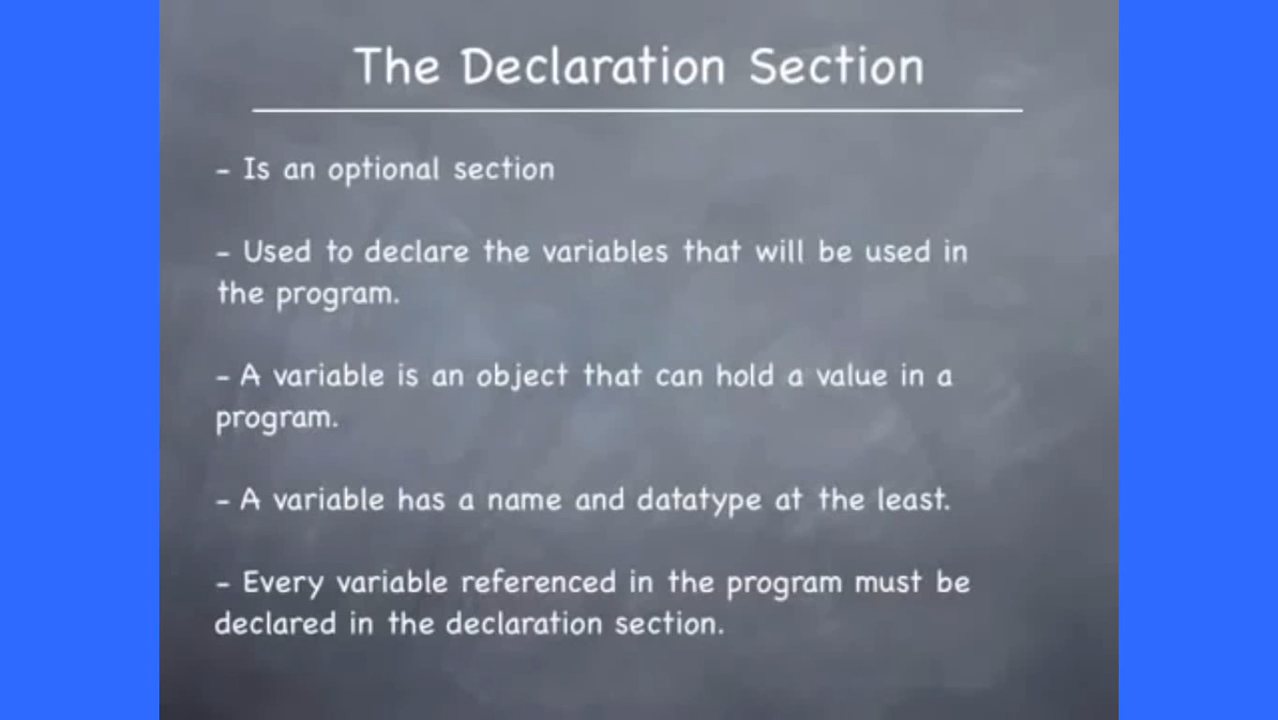 The Declaration Section
- Is an optional section
- Used to declare the variables that will be used in
the program.
- A variable is an object that can hold a value in a
program.
- A variable has a name and datatype at the least.
- Every variable referenced in the program must be
declared in the declaration section.